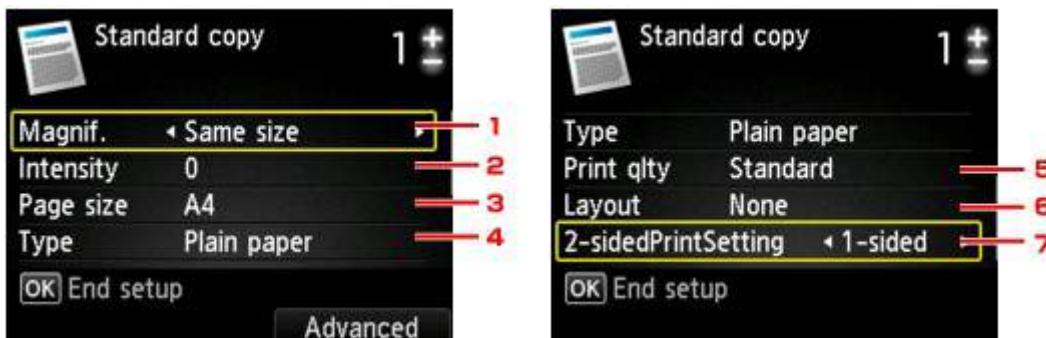 Standard copy
1 + -
Magnif. Same size 1
Intensity 0 2
Page size A4 3
Type Plain paper 4
OK End setup
Advanced
Standard copy
1 + -
Type Plain paper
Print qlty Standard 5
Layout None 6
2-sidedPrintSetting 1-sided 7
OK End setup